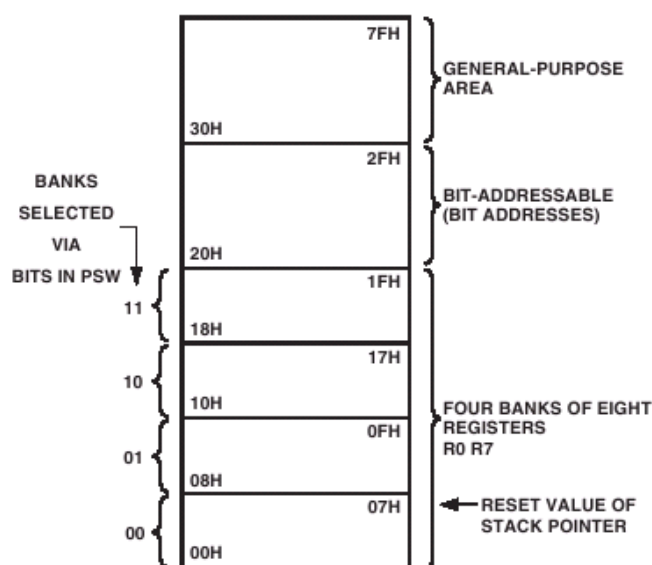 7FH
GENERAL-PURPOSE
AREA
30H
2FH
BANKS
SELECTED
VIA
BITS IN PSW
BIT-ADDRESSABLE
(BIT ADDRESSES)
20H
1FH
11
18H
17H
10
10H
FOUR BANKS OF EIGHT
REGISTERS
R0 R7
0FH
01
08H
07H
RESET VALUE OF
STACK POINTER
00
00H